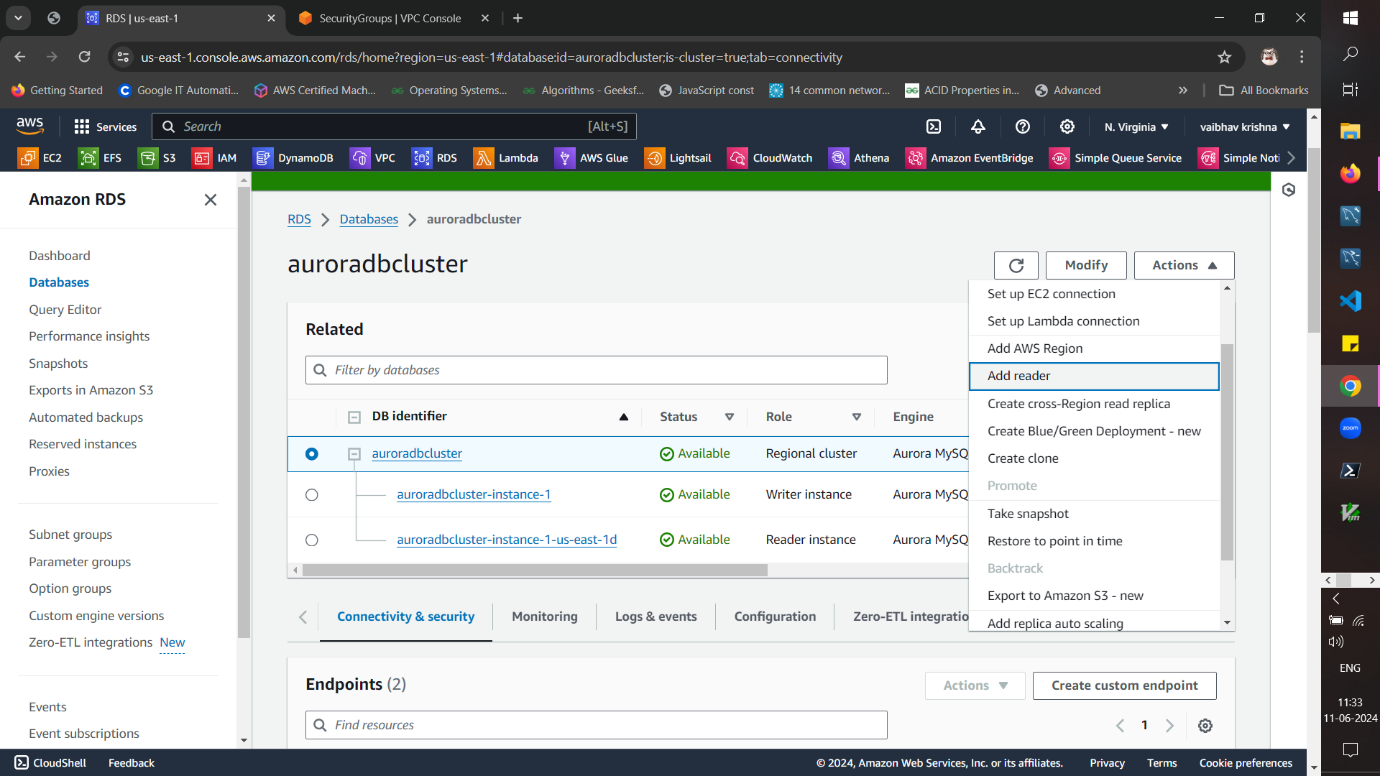 RDS | us-east-1
SecurityGroups | VPC Console
us-east-1.console.aws.amazon.com/rds/home?region=us-east-1#database:id=auroradbcluster;is-cluster=true;tab=connectivity
Getting Started
Google IT Automati...
AWS Certified Mach...
Operating Systems...
Algorithms - Geeksf...
JavaScript const
14 common networ...
ACID Properties in...
Advanced
All Bookmarks
aws
Services
Search
[Alt+S]
N. Virginia
vaibhav krishna
EC2
EFS
S3
IAM
DynamoDB
VPC
RDS
Lambda
AWS Glue
Lightsail
CloudWatch
Athena
Amazon EventBridge
Simple Queue Service
Simple Noti
Amazon RDS
Dashboard
Databases
Query Editor
Performance insights
Snapshots
Exports in Amazon S3
Automated backups
Reserved instances
Proxies
Subnet groups
Parameter groups
Option groups
Custom engine versions
Zero-ETL integrations New
Events
Event subscriptions
RDS > Databases > auroradbcluster
auroradbcluster
Modify
Actions
Set up EC2 connection
Set up Lambda connection
Add AWS Region
Add reader
Create cross-Region read replica
Create Blue/Green Deployment - new
Create clone
Promote
Take snapshot
Restore to point in time
Backtrack
Export to Amazon S3 - new
Add replica auto scaling
Related
Filter by databases
DB identifier Status Role Engine
auroradbcluster Available Regional cluster Aurora MySQ
auroradbcluster-instance-1 Available Writer instance Aurora MySQ
auroradbcluster-instance-1-us-east-1d Available Reader instance Aurora MySQ
Connectivity & security
Monitoring
Logs & events
Configuration
Zero-ETL integratio
Endpoints (2)
Actions
Create custom endpoint
Find resources
1
CloudShell
Feedback
© 2024, Amazon Web Services, Inc. or its affiliates.
Privacy
Terms
Cookie preferences
zoom
ENG
11:33
11-06-2024